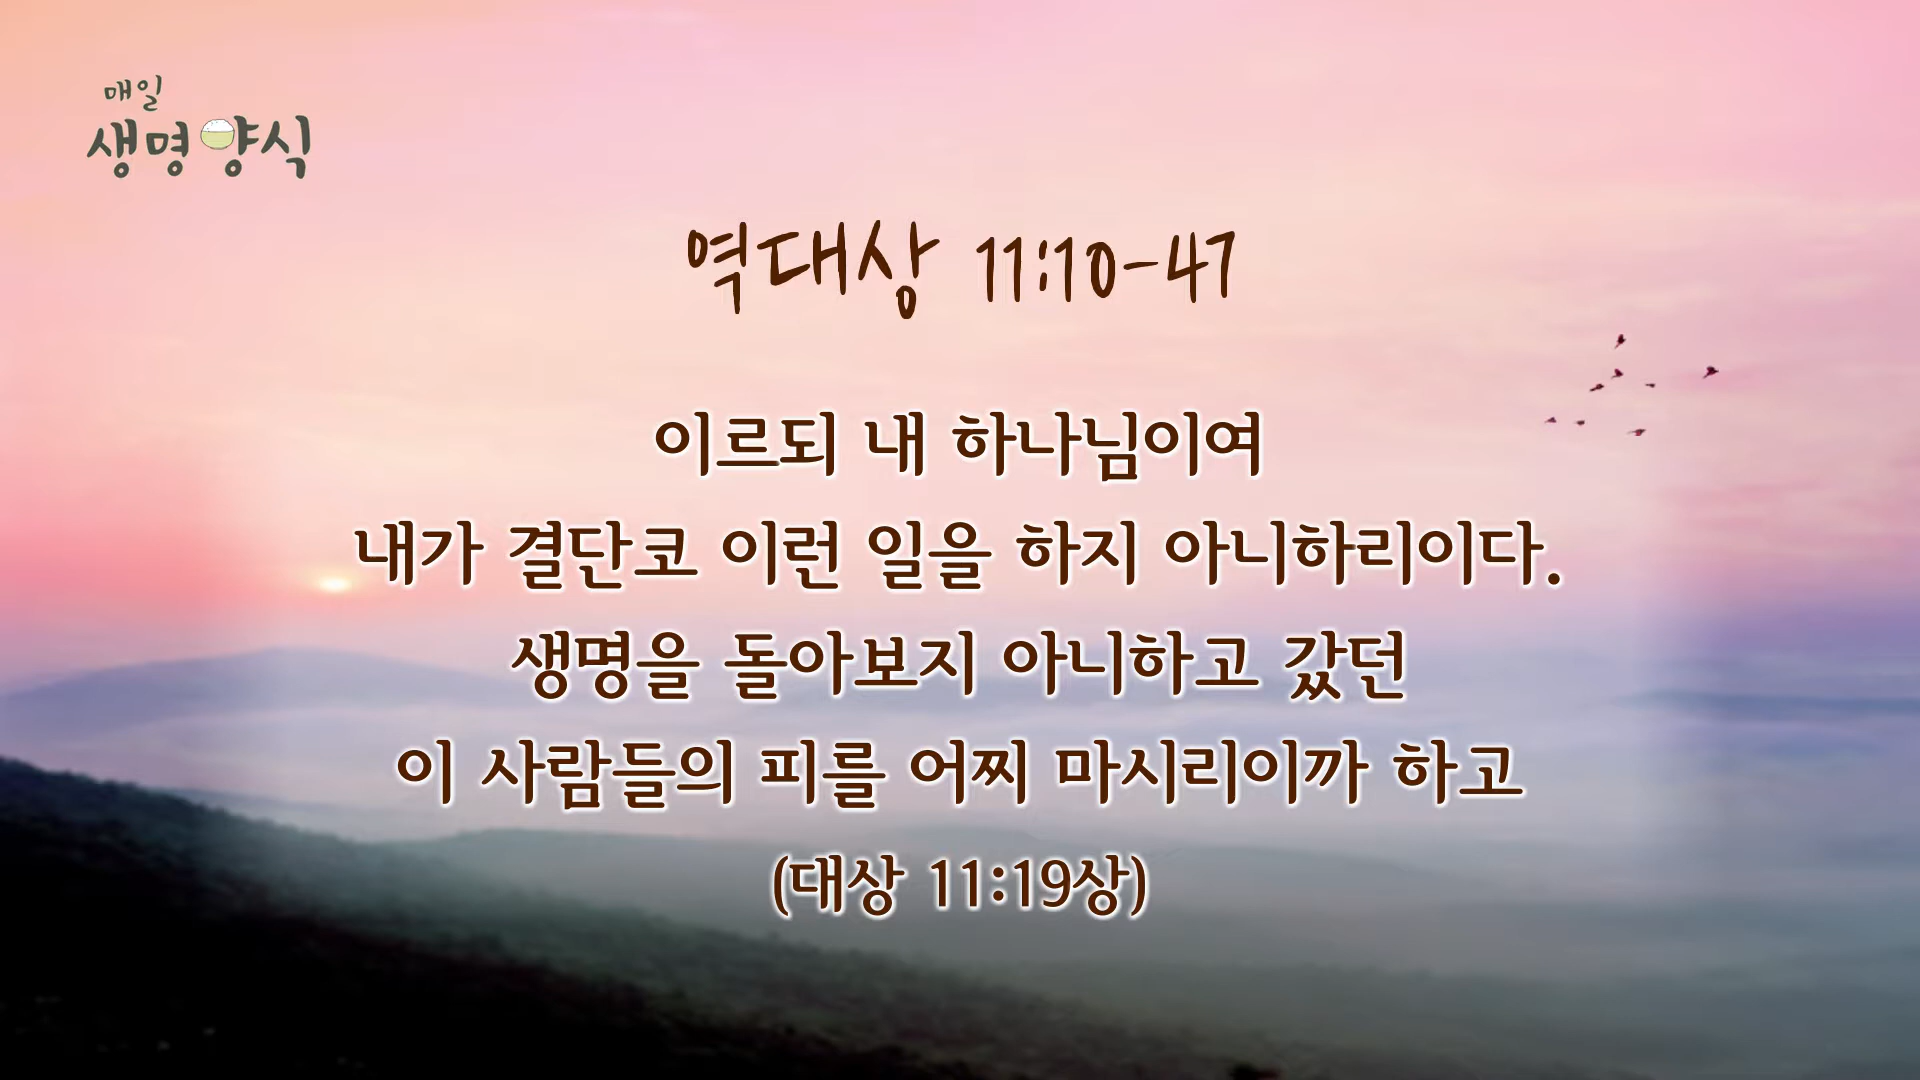 매일
생명양식
역대상 11:10-47
이르되 내 하나님이여
내가 결단코 이런 일을 하지 아니하리이다.
생명을 돌아보지 아니하고 갔던
이 사람들의 피를 어찌 마시리이까 하고
(대상 11:19상)